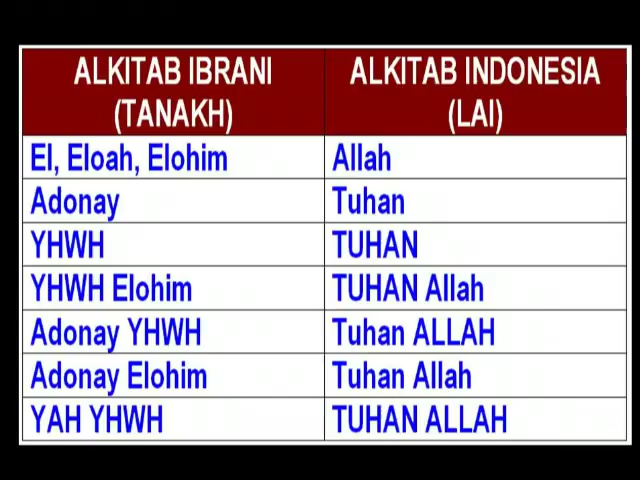 ALKITAB IBRANI
(TANAKH)
ALKITAB INDONESIA
(LAI)
El, Eloah, Elohim
Allah
Adonay
Tuhan
YHWH
TUHAN
YHWH Elohim
TUHAN Allah
Adonay YHWH
Tuhan ALLAH
Adonay Elohim
Tuhan Allah
YAH YHWH
TUHAN ALLAH